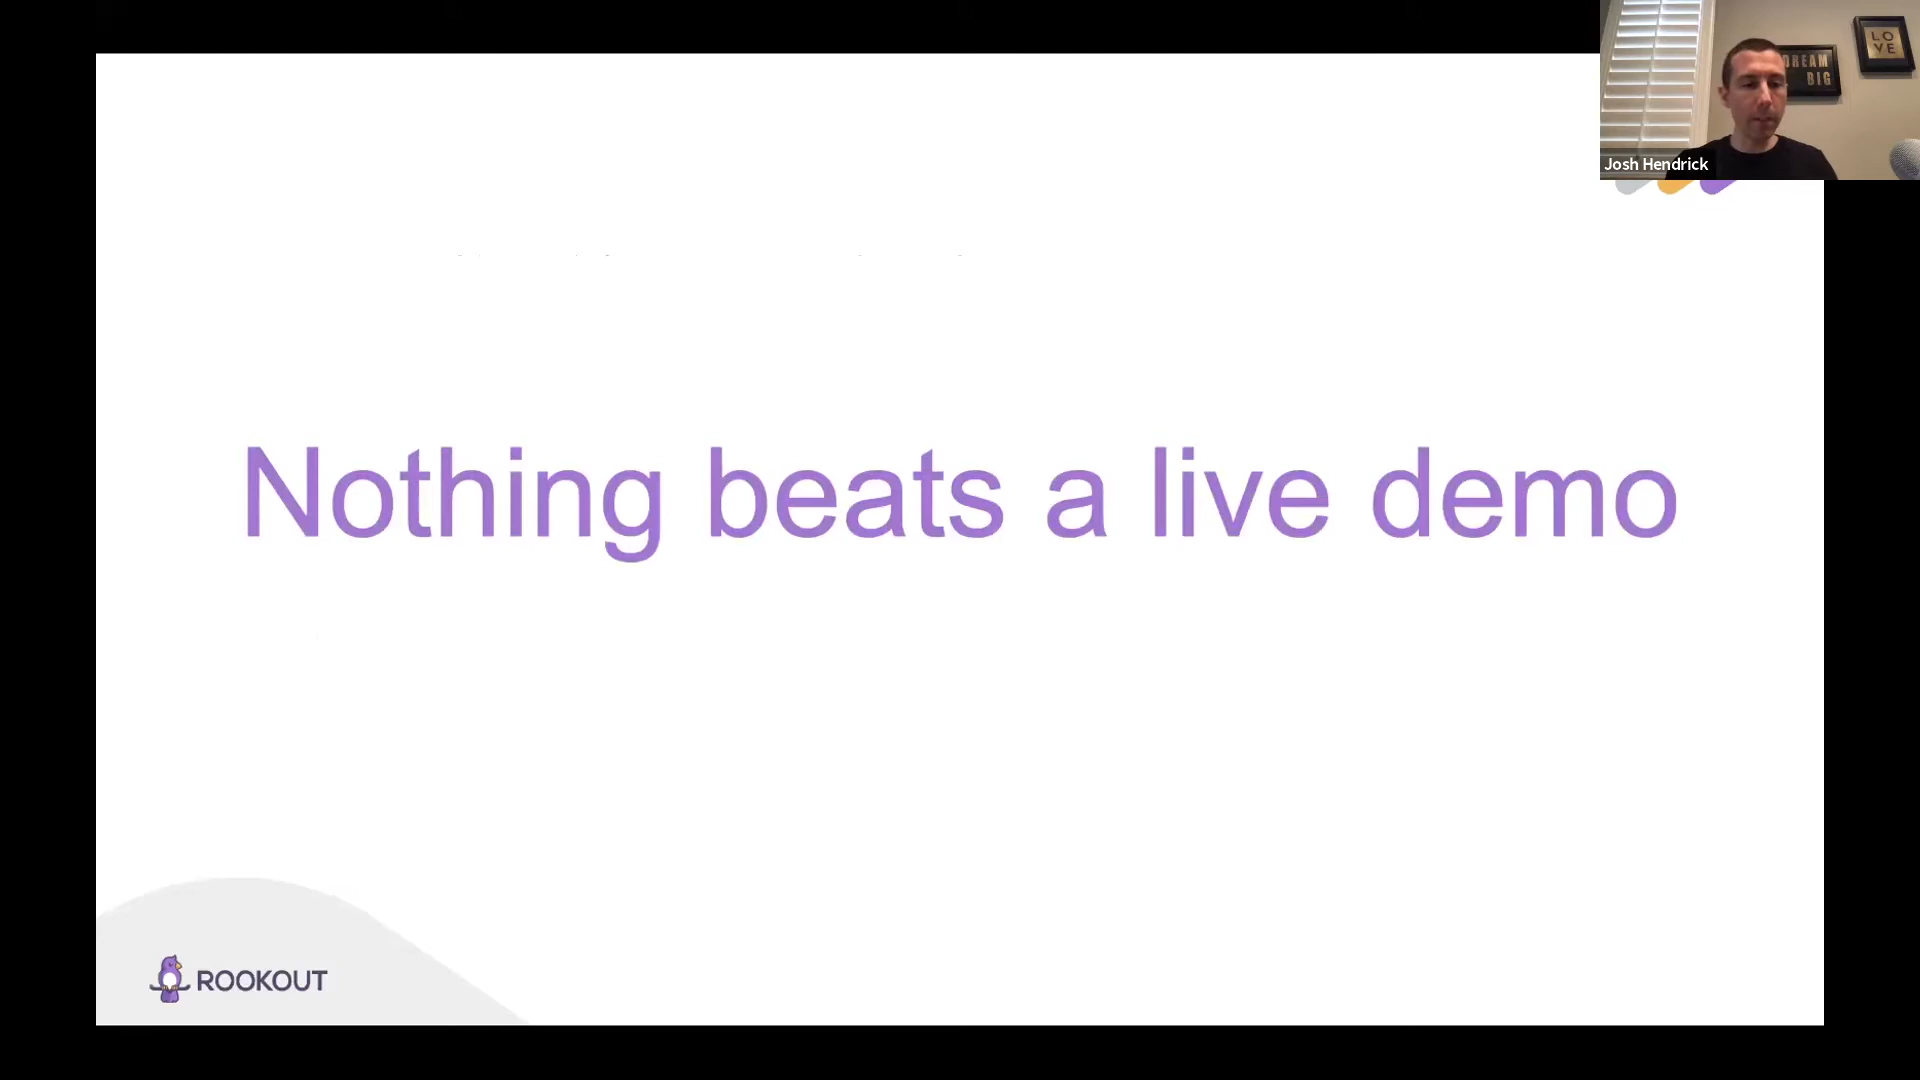 DREAM
BIG
LO
VE
Josh Hendrick
Nothing beats a live demo
ROOKOUT